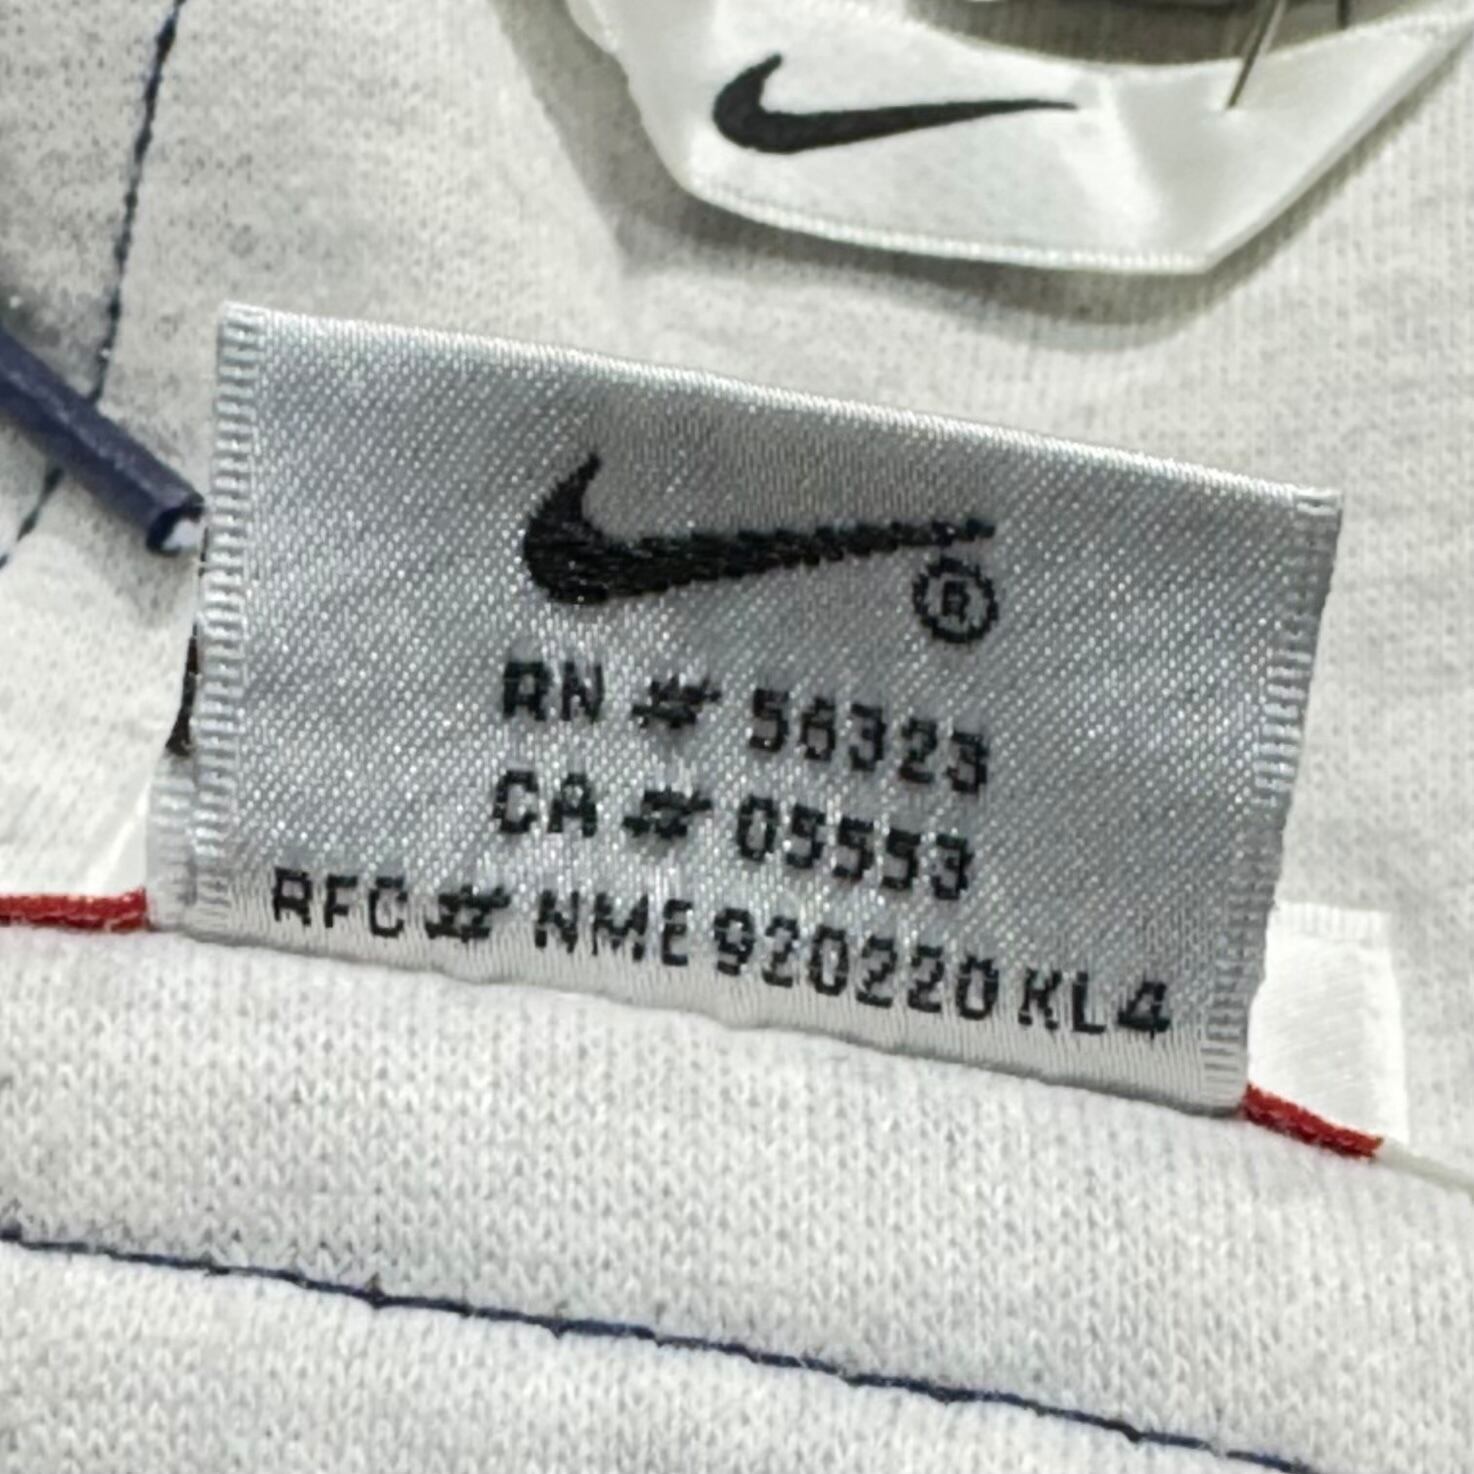 ®
RN # 56323
CA # 05553
RFC # NME 920220 KL4